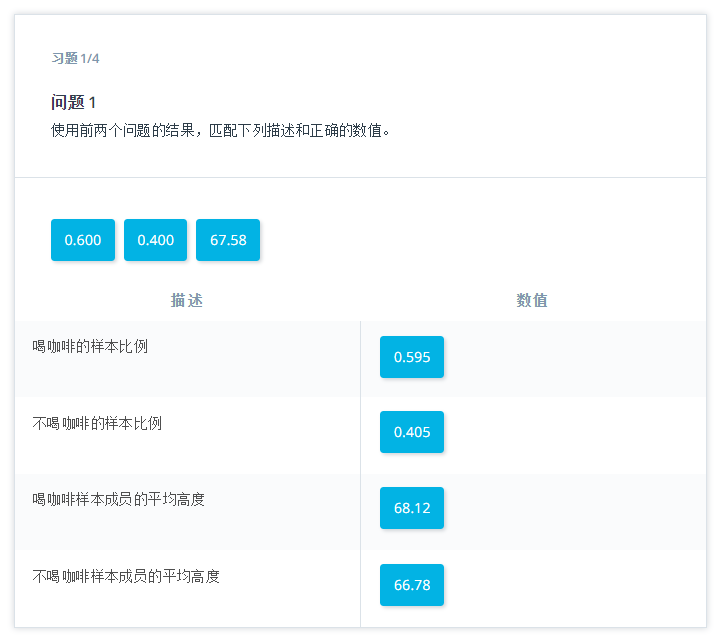 习题 1/4
问题 1
使用前两个问题的结果，匹配下列描述和正确的数值。
0.600 0.400 67.58
描述 数值
喝咖啡的样本比例 0.595
不喝咖啡的样本比例 0.405
喝咖啡样本成员的平均高度 68.12
不喝咖啡样本成员的平均高度 66.78